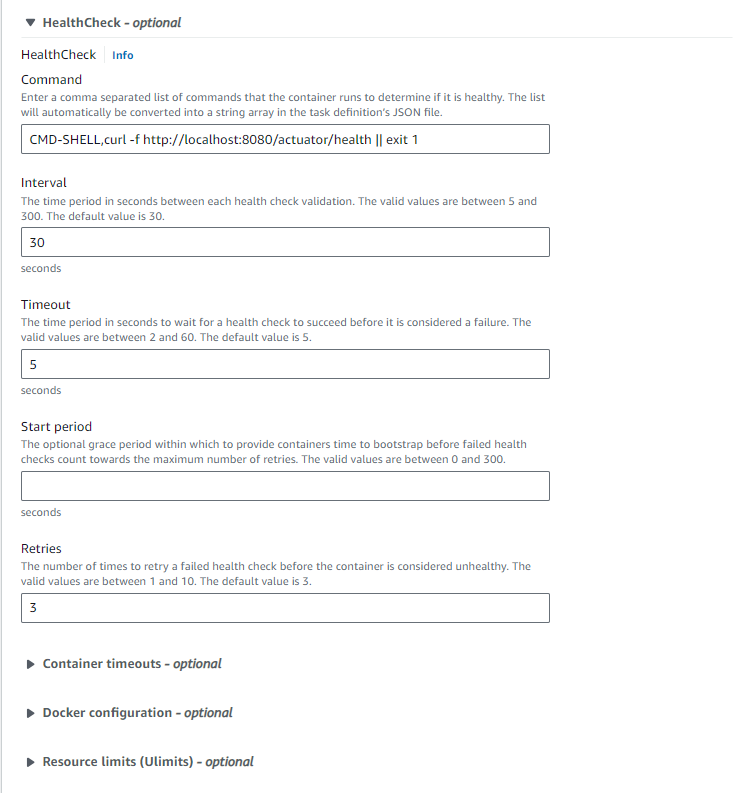 HealthCheck - optional
HealthCheck Info
Command
Enter a comma separated list of commands that the container runs to determine if it is healthy. The list
will automatically be converted into a string array in the task definition's JSON file.
CMD-SHELL,curl -f http://localhost:8080/actuator/health || exit 1
Interval
The time period in seconds between each health check validation. The valid values are between 5 and
300. The default value is 30.
30
seconds
Timeout
The time period in seconds to wait for a health check to succeed before it is considered a failure. The
valid values are between 2 and 60. The default value is 5.
5
seconds
Start period
The optional grace period within which to provide containers time to bootstrap before failed health
checks count towards the maximum number of retries. The valid values are between 0 and 300.
seconds
Retries
The number of times to retry a failed health check before the container is considered unhealthy. The
valid values are between 1 and 10. The default value is 3.
3
Container timeouts - optional
Docker configuration - optional
Resource limits (Ulimits) - optional